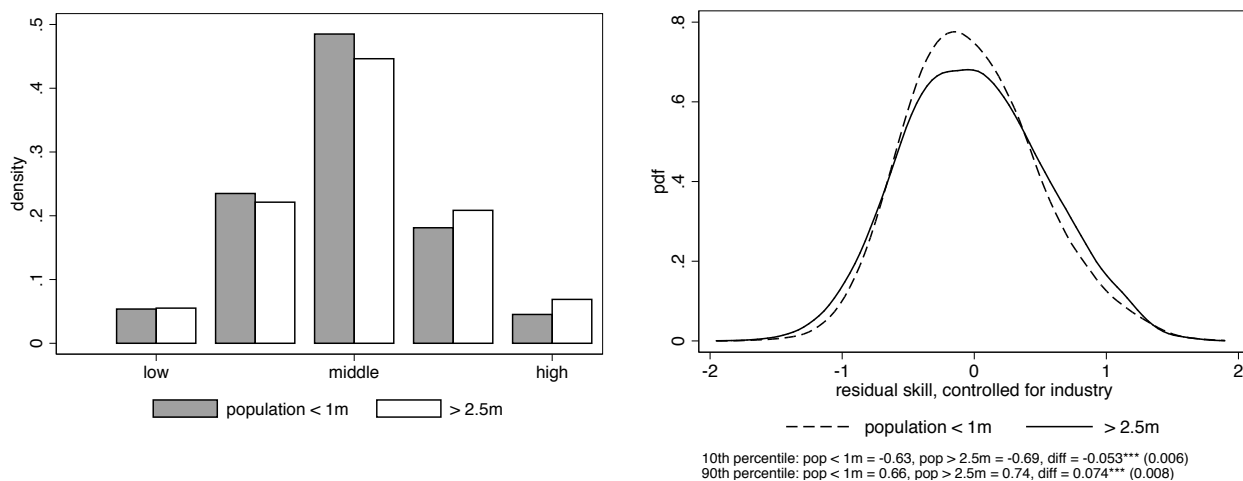 .5
.4
.3
.2
.1
0
density
low middle high
population < 1m > 2.5m
.8
.6
.4
.2
0
pdf
-2 -1 0 1 2
residual skill, controlled for industry
population < 1m > 2.5m
10th percentile: pop < 1m = -0.63, pop > 2.5m = -0.69, diff = -0.053*** (0.006)
90th percentile: pop < 1m = 0.66, pop > 2.5m = 0.74, diff = 0.074*** (0.008)